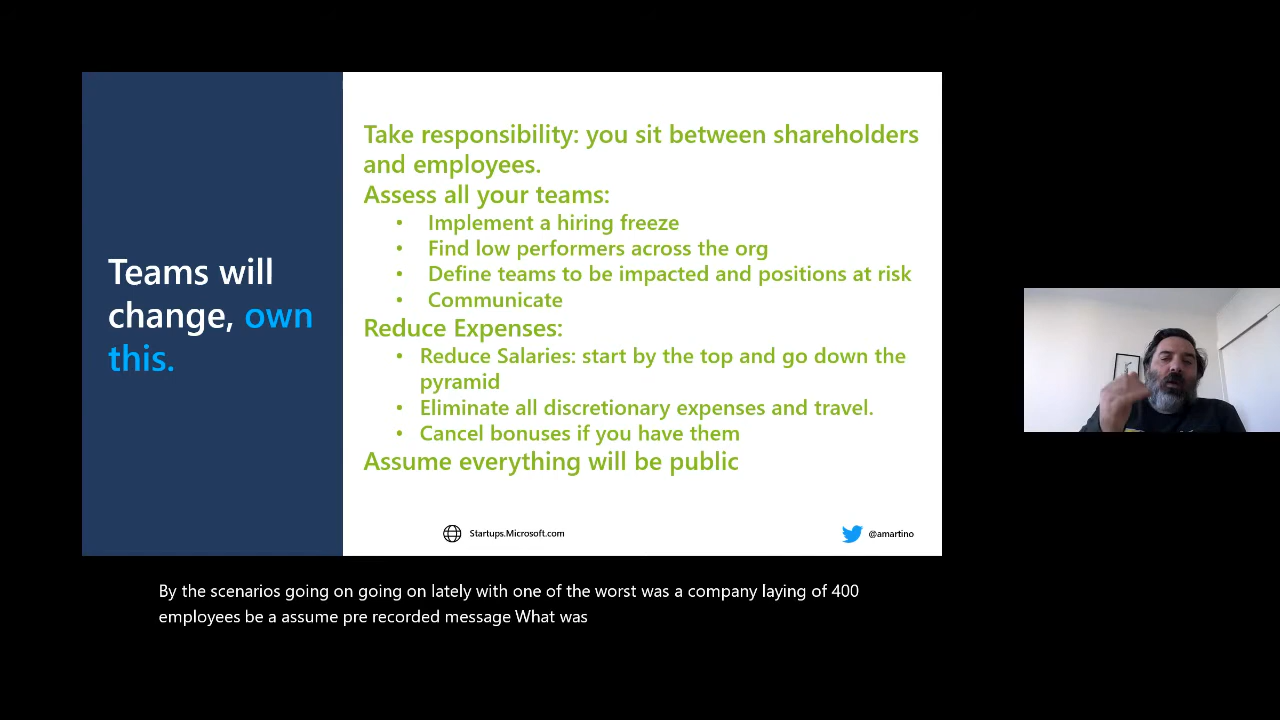 Teams will
change, own
this.
Take responsibility: you sit between shareholders
and employees.
Assess all your teams:
• Implement a hiring freeze
• Find low performers across the org
• Define teams to be impacted and positions at risk
• Communicate
Reduce Expenses:
• Reduce Salaries: start by the top and go down the
pyramid
• Eliminate all discretionary expenses and travel.
• Cancel bonuses if you have them
Assume everything will be public
Startups.Microsoft.com
@amartino
By the scenarios going on going on lately with one of the worst was a company laying of 400
employees be a assume pre recorded message What was